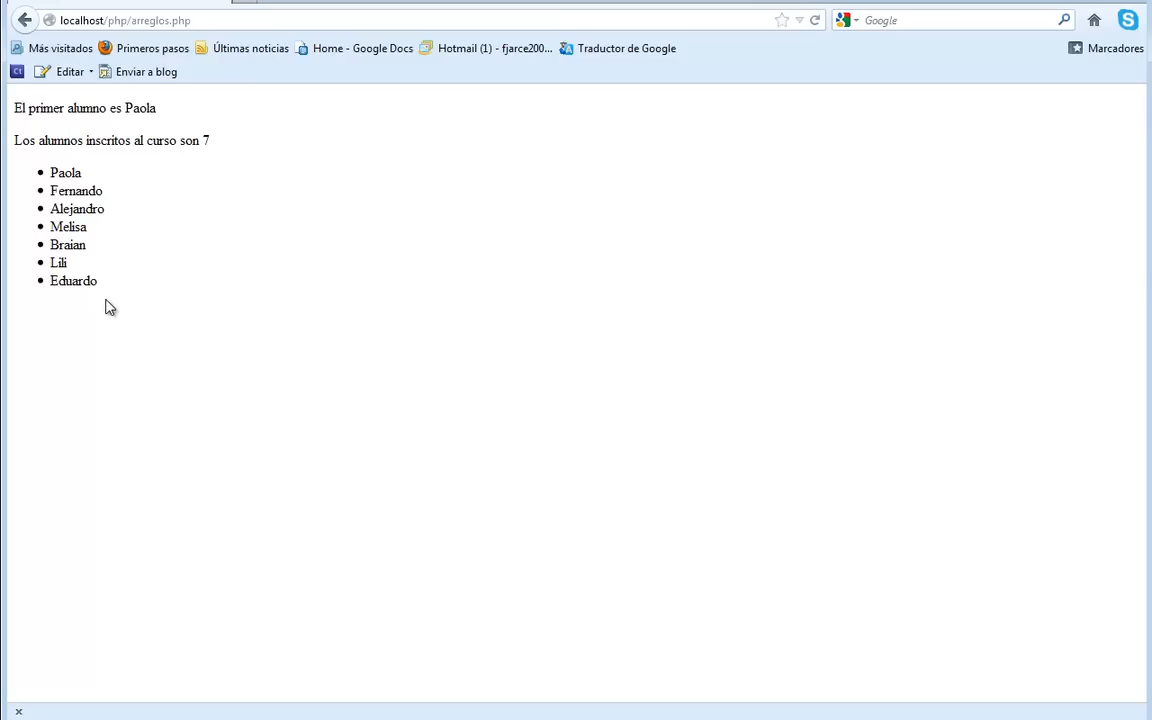 localhost/php/arreglos.php
Google
Más visitados Primeros pasos Últimas noticias Home - Google Docs Hotmail (1) - fjarce200... Traductor de Google Marcadores
Ct Editar Enviar a blog
El primer alumno es Paola
Los alumnos inscritos al curso son 7
Paola
Fernando
Alejandro
Melisa
Braian
Lili
Eduardo